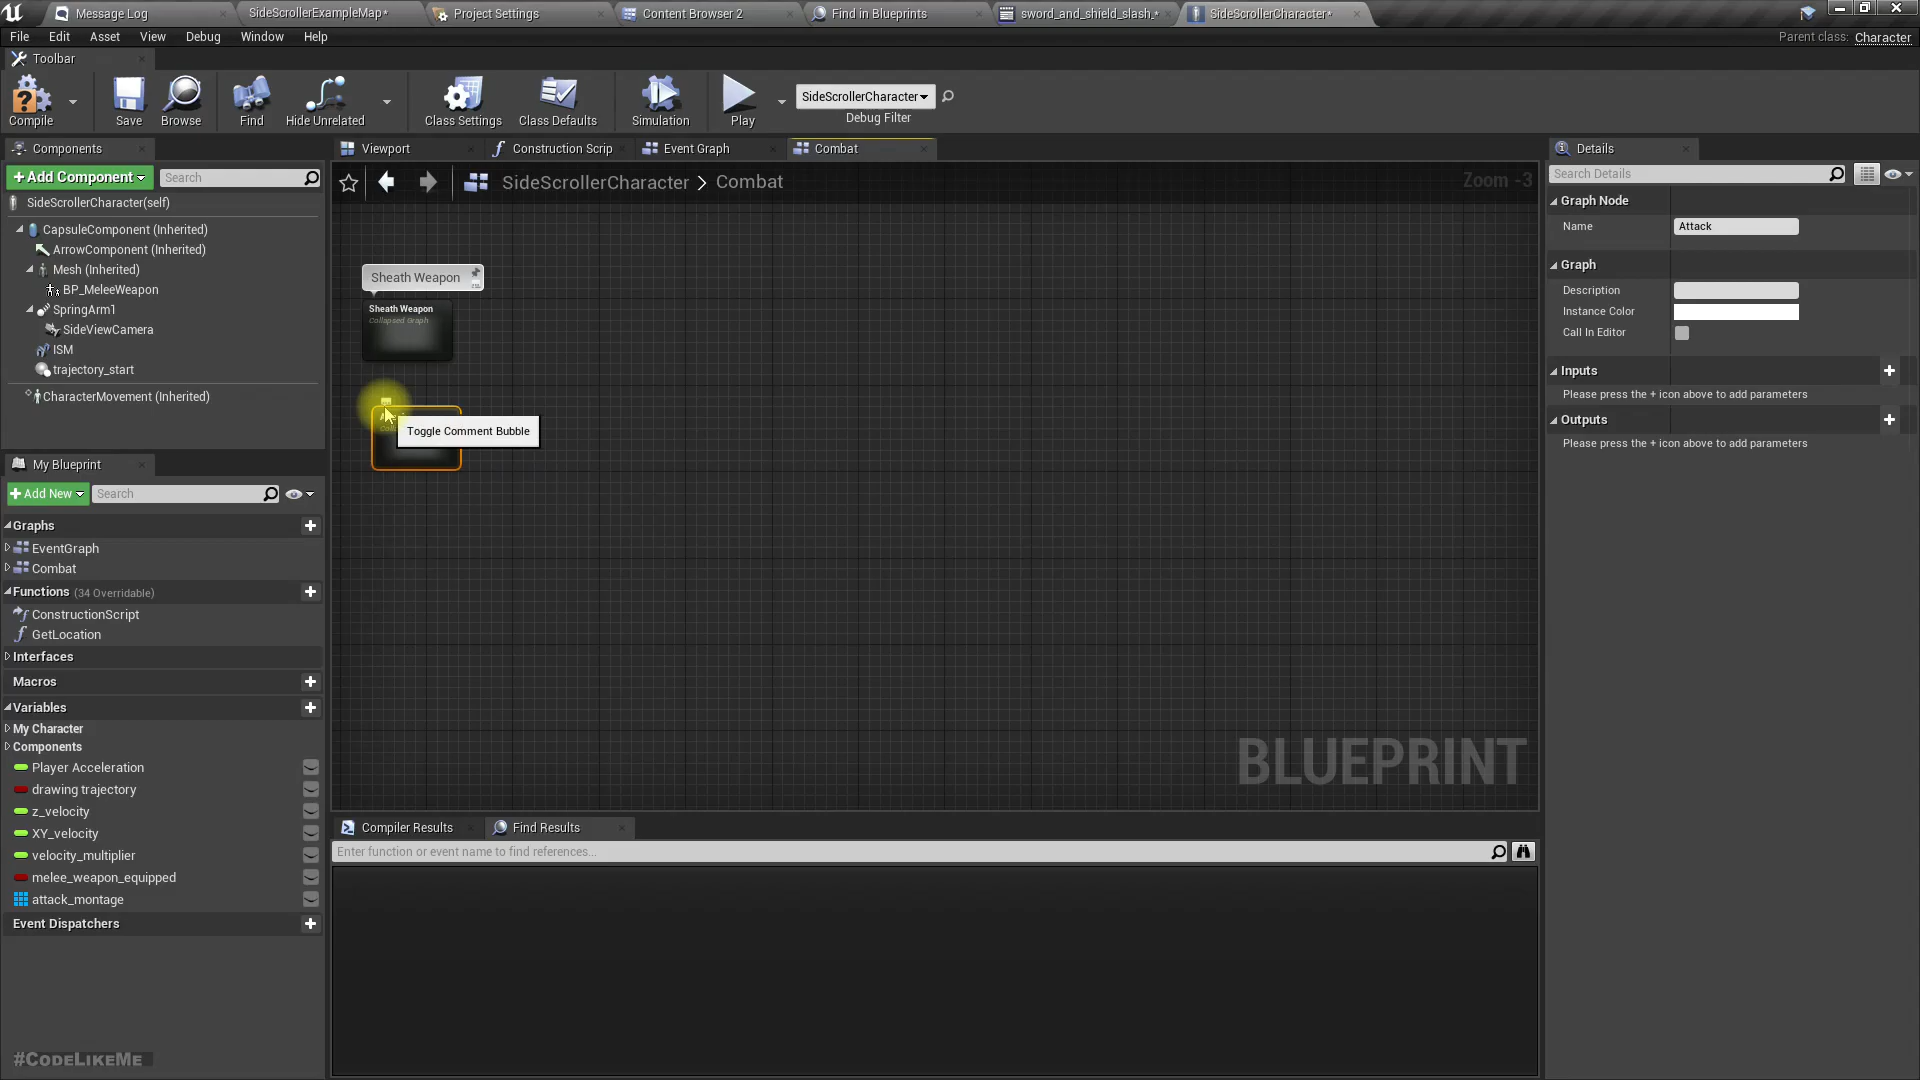 Message Log
SideScrollerExampleMap*
Project Settings
Content Browser 2
Find in Blueprints
sword_and_shield_slash_*
SideScrollerCharacter*
File
Edit
Asset
View
Debug
Window
Help
Parent class: Character
Toolbar
Compile
Save
Browse
Find
Hide Unrelated
Class Settings
Class Defaults
Simulation
Play
SideScrollerCharacter
Debug Filter
Components
+Add Component
Search
SideScrollerCharacter(self)
CapsuleComponent (Inherited)
ArrowComponent (Inherited)
Mesh (Inherited)
BP_MeleeWeapon
SpringArm1
SideViewCamera
ISM
trajectory_start
CharacterMovement (Inherited)
My Blueprint
+Add New
Search
Graphs
EventGraph
Combat
Functions (34 Overridable)
ConstructionScript
GetLocation
Interfaces
Macros
Variables
My Character
Components
Player Acceleration
drawing trajectory
z_velocity
XY_velocity
velocity_multiplier
melee_weapon_equipped
attack_montage
Event Dispatchers
#CodeLikeMe
Viewport
Construction Scrip
Event Graph
Combat
SideScrollerCharacter > Combat
Zoom -3
Sheath Weapon
Sheath Weapon
Collapsed Graph
Toggle Comment Bubble
BLUEPRINT
Compiler Results
Find Results
Enter function or event name to find references...
Details
Search Details
Graph Node
Name
Attack
Graph
Description
Instance Color
Call In Editor
Inputs
Please press the + icon above to add parameters
Outputs
Please press the + icon above to add parameters